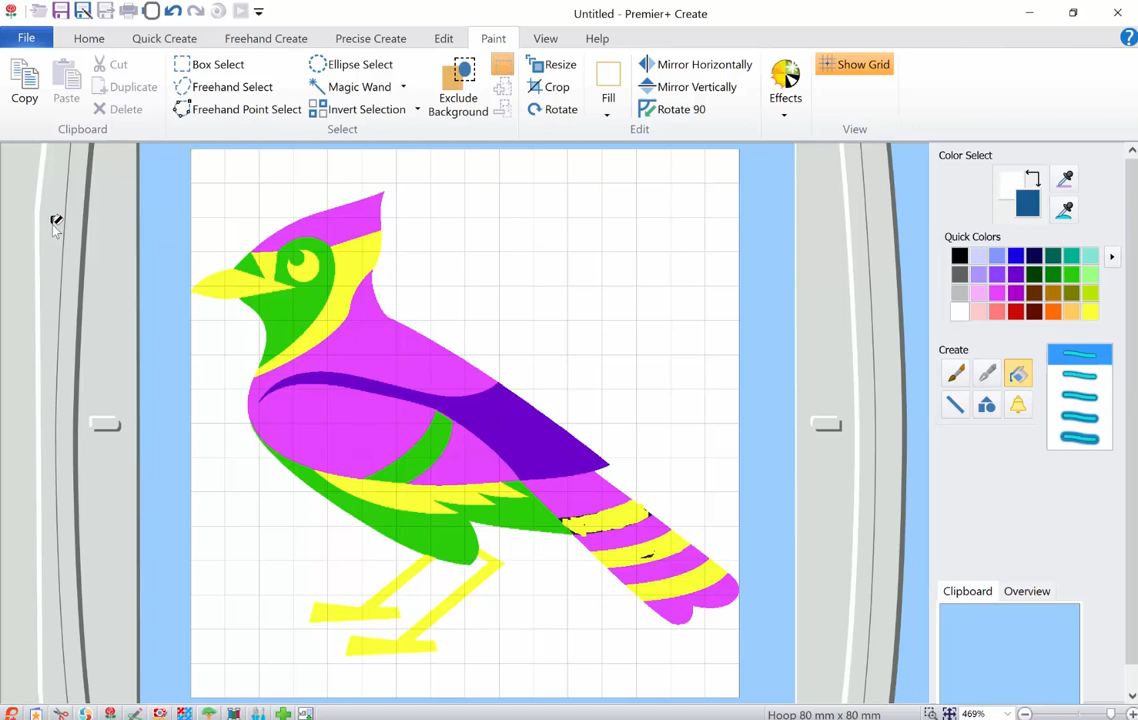 Untitled - Premier+ Create
File Home Quick Create Freehand Create Precise Create Edit Paint View Help
Copy
Paste
Cut
Duplicate
Delete
Clipboard
Box Select
Freehand Select
Freehand Point Select
Ellipse Select
Magic Wand
Invert Selection
Select
Exclude
Background
Resize
Crop
Rotate
Fill
Mirror Horizontally
Mirror Vertically
Rotate 90
Edit
Effects
Show Grid
View
Color Select
Quick Colors
Create
Clipboard Overview
Hoop 80 mm x 80 mm
469%